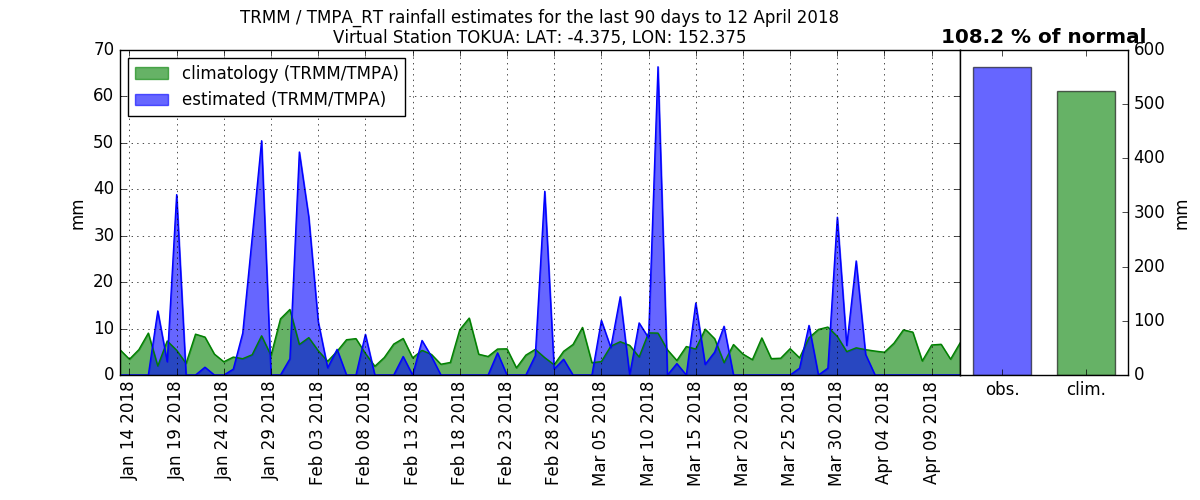 TRMM / TMPA_RT rainfall estimates for the last 90 days to 12 April 2018
Virtual Station TOKUA: LAT: -4.375, LON: 152.375
108.2 % of normal
climatology (TRMM/TMPA)
estimated (TRMM/TMPA)
70
60
50
40
30
20
10
0
mm
Jan 14 2018
Jan 19 2018
Jan 24 2018
Jan 29 2018
Feb 03 2018
Feb 08 2018
Feb 13 2018
Feb 18 2018
Feb 23 2018
Feb 28 2018
Mar 05 2018
Mar 10 2018
Mar 15 2018
Mar 20 2018
Mar 25 2018
Mar 30 2018
Apr 04 2018
Apr 09 2018
600
500
400
300
200
100
0
mm
obs.
clim.